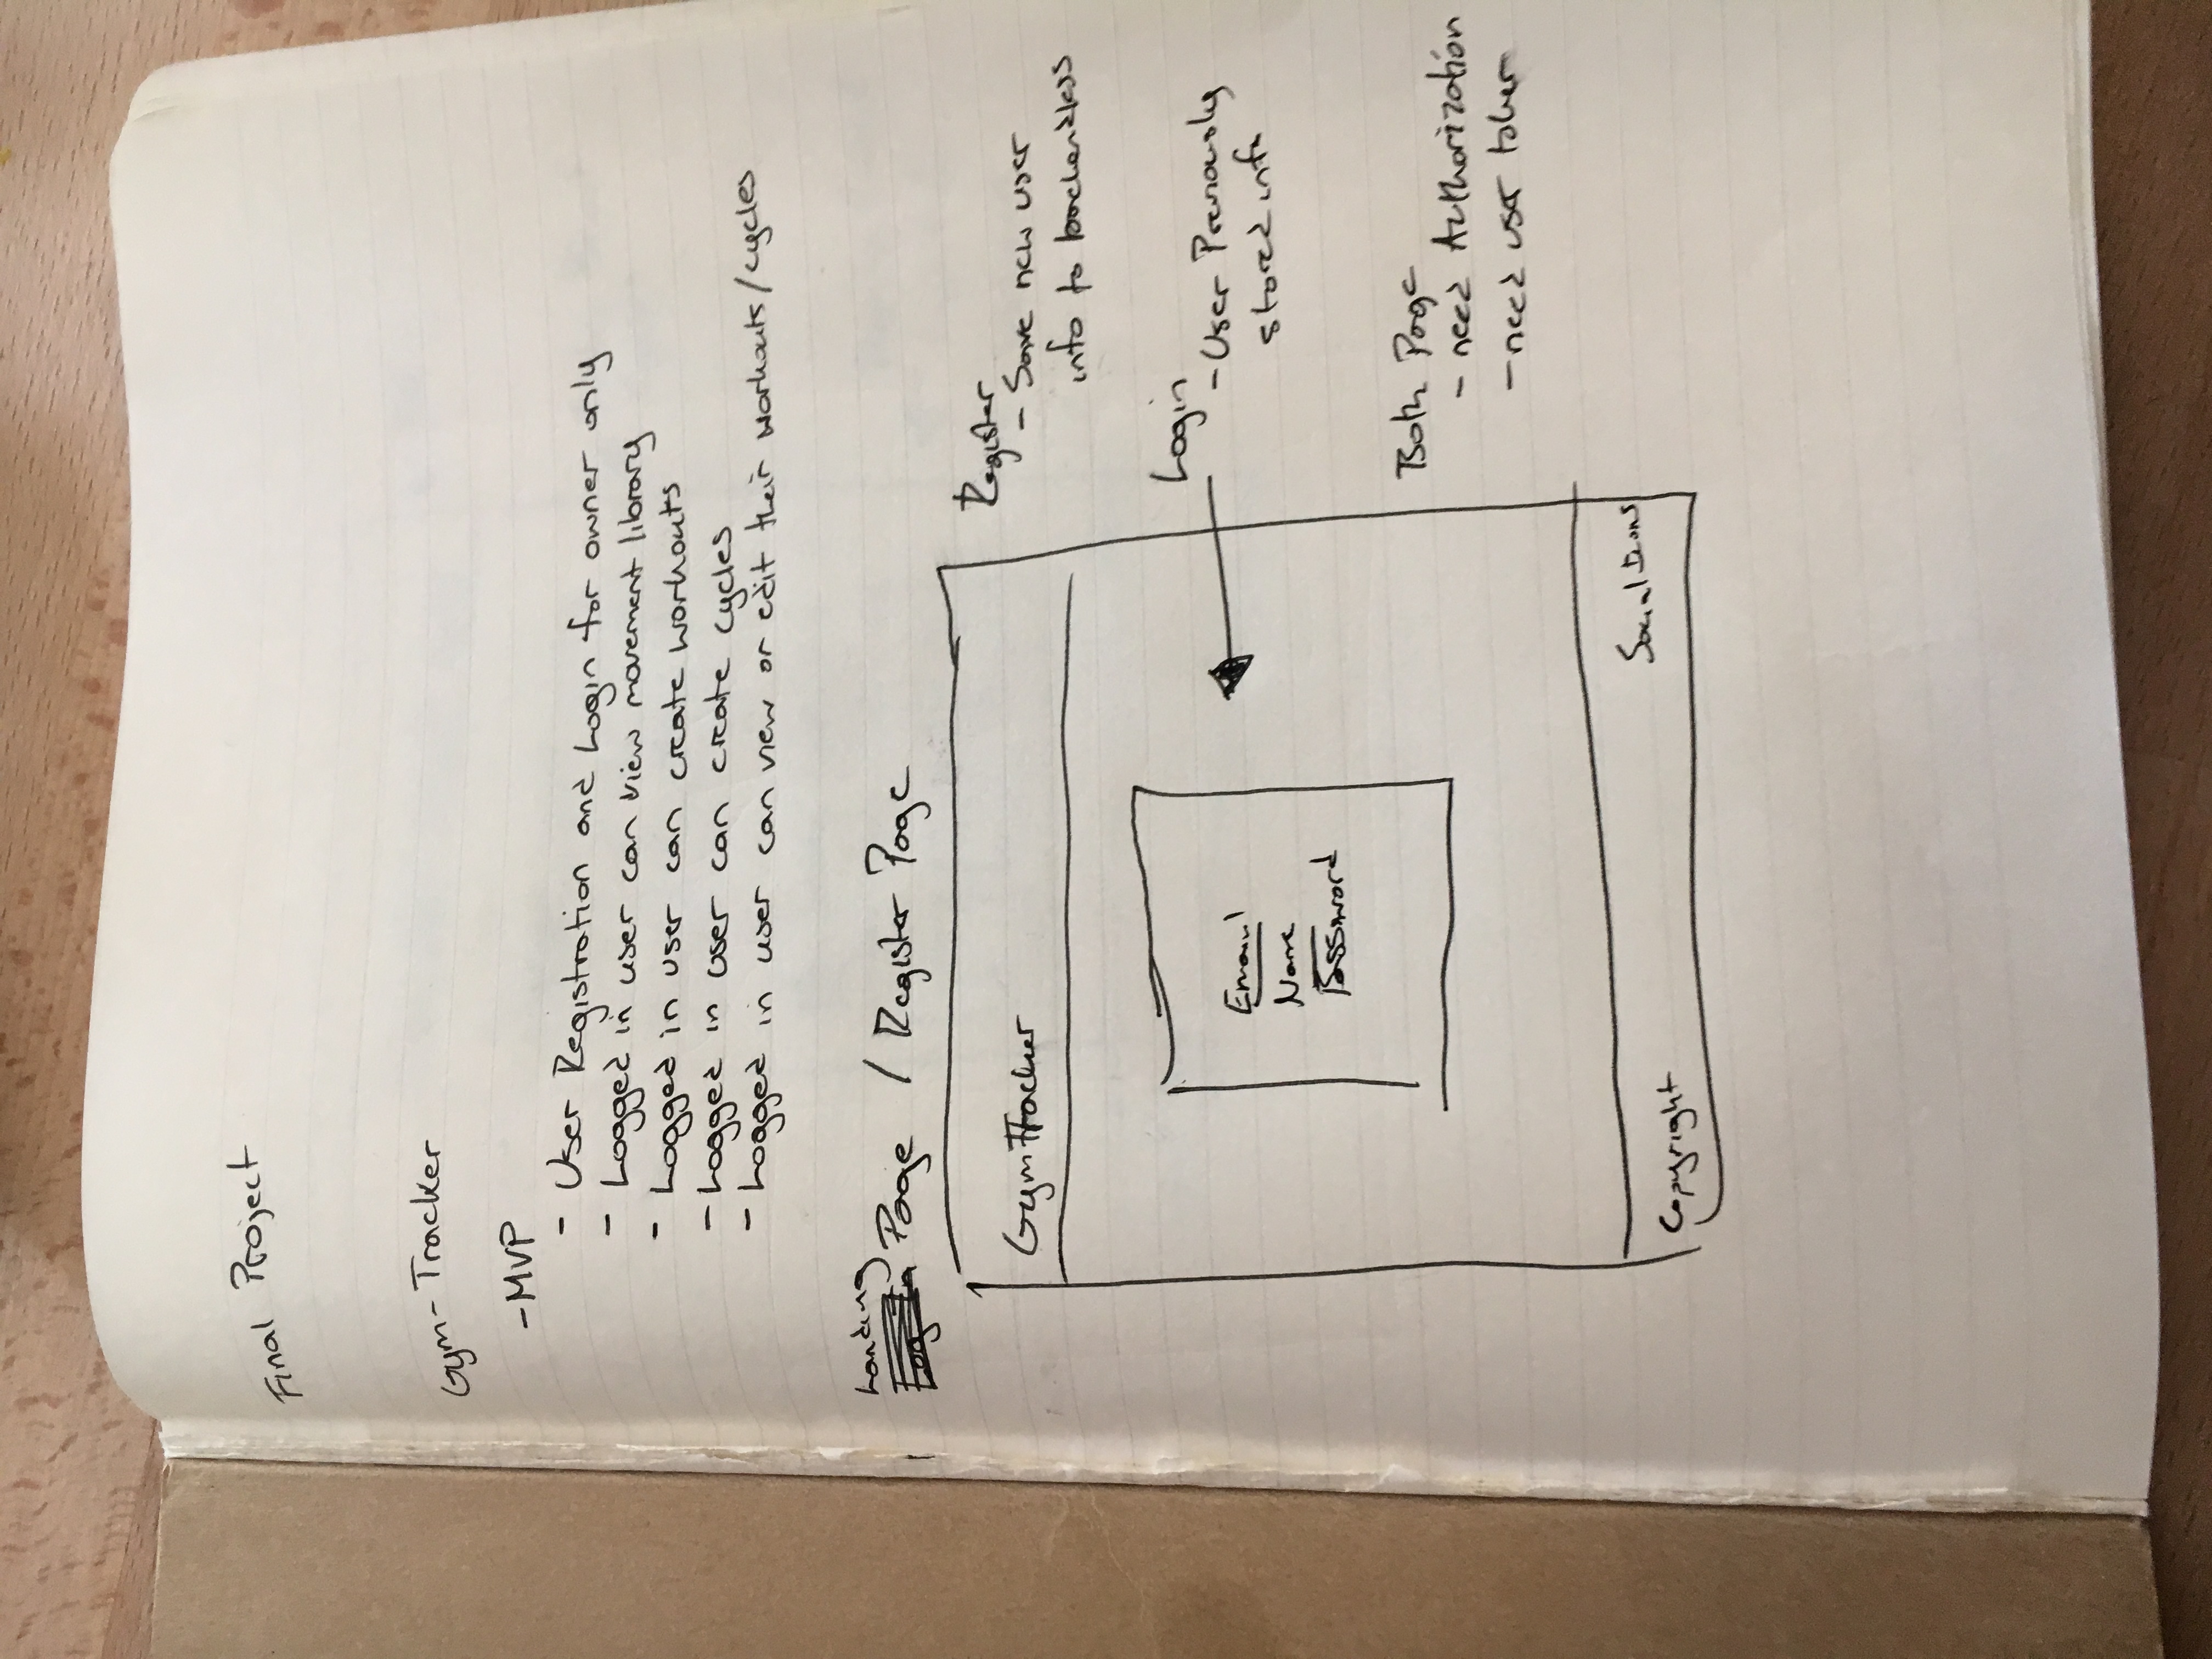 Final Project
Gym-Tracker
-MVP
- User Registration and Login for owner only
- Logged in user can view movement library
- Logged in user can create workouts
- Logged in user can create cycles
- Logged in user can view or edit their workouts/cycles
Landing
Log In Page / Register Page
GymTracker
Email
Name
Password
Copyright
Social Icons
Register
- Save new user
info to backendless
Login
- User Previously
stored info
Both Page
- need Authorization
- need user token